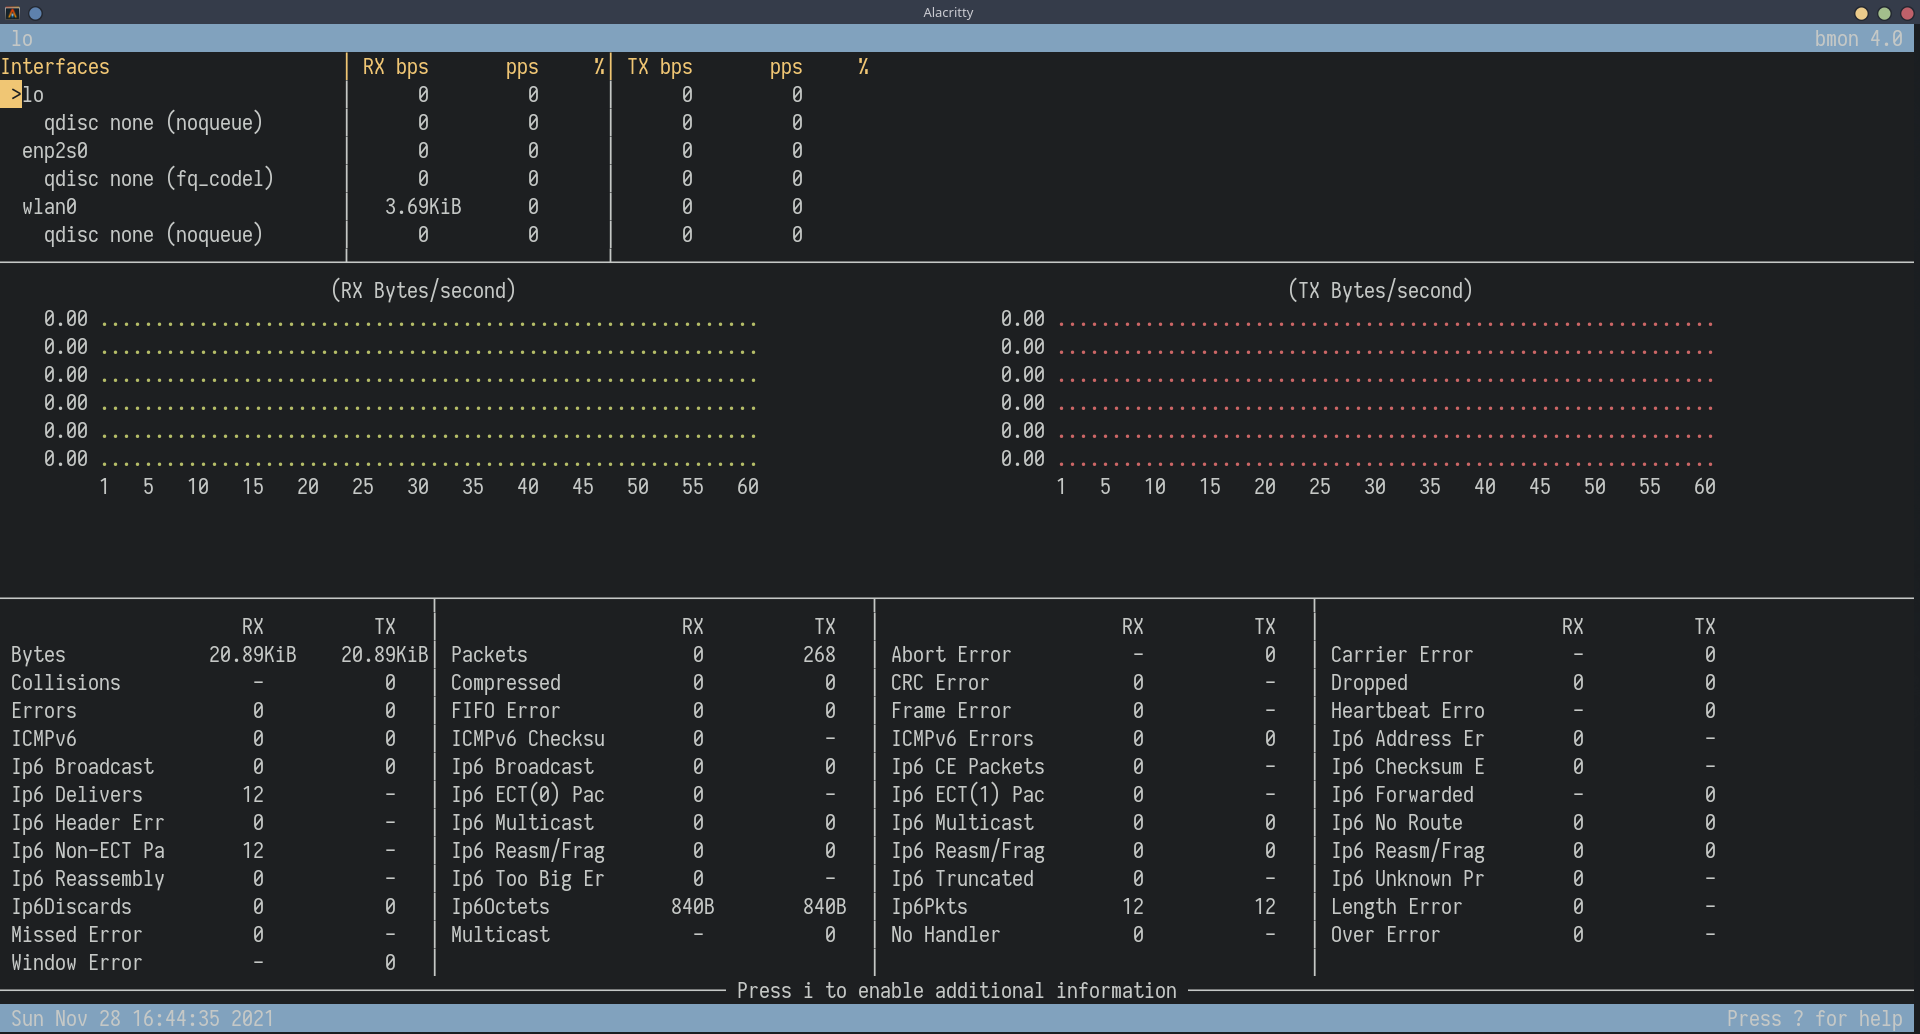 Alacritty
lo bmon 4.0
Interfaces RX bps pps % TX bps pps %
>lo 0 0 0 0
qdisc none (noqueue) 0 0 0 0
enp2s0 0 0 0 0
qdisc none (fq_codel) 0 0 0 0
wlan0 3.69KiB 0 0 0
qdisc none (noqueue) 0 0 0 0
(RX Bytes/second) (TX Bytes/second)
0.00 ............................................................ 0.00 ............................................................
0.00 ............................................................ 0.00 ............................................................
0.00 ............................................................ 0.00 ............................................................
0.00 ............................................................ 0.00 ............................................................
0.00 ............................................................ 0.00 ............................................................
0.00 ............................................................ 0.00 ............................................................
1 5 10 15 20 25 30 35 40 45 50 55 60 1 5 10 15 20 25 30 35 40 45 50 55 60
RX TX RX TX RX TX RX TX
Bytes 20.89KiB 20.89KiB Packets 0 268 Abort Error - 0 Carrier Error - 0
Collisions - 0 Compressed 0 0 CRC Error 0 - Dropped 0 0
Errors 0 0 FIFO Error 0 0 Frame Error 0 - Heartbeat Erro - 0
ICMPv6 0 0 ICMPv6 Checksu 0 - ICMPv6 Errors 0 0 Ip6 Address Er 0 -
Ip6 Broadcast 0 0 Ip6 Broadcast 0 0 Ip6 CE Packets 0 - Ip6 Checksum E 0 -
Ip6 Delivers 12 - Ip6 ECT(0) Pac 0 - Ip6 ECT(1) Pac 0 - Ip6 Forwarded - 0
Ip6 Header Err 0 - Ip6 Multicast 0 0 Ip6 Multicast 0 0 Ip6 No Route 0 0
Ip6 Non-ECT Pa 12 - Ip6 Reasm/Frag 0 0 Ip6 Reasm/Frag 0 0 Ip6 Reasm/Frag 0 0
Ip6 Reassembly 0 - Ip6 Too Big Er 0 - Ip6 Truncated 0 - Ip6 Unknown Pr 0 -
Ip6Discards 0 0 Ip6Octets 840B 840B Ip6Pkts 12 12 Length Error 0 -
Missed Error 0 - Multicast - 0 No Handler 0 - Over Error 0 -
Window Error - 0
Press i to enable additional information
Sun Nov 28 16:44:35 2021 Press ? for help